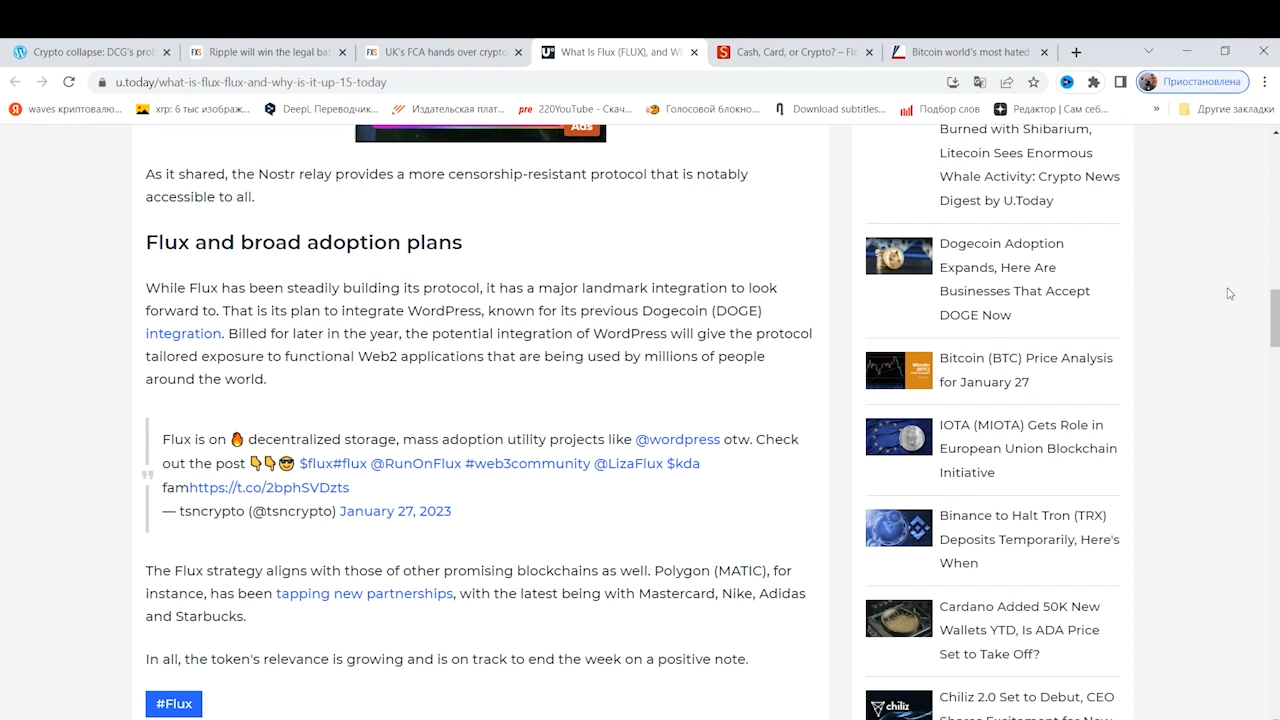 Crypto collapse: DCG's prob
Ripple will win the legal bat
UK's FCA hands over crypto
What Is Flux (FLUX), and Wh
Cash, Card, or Crypto? – Flo
Bitcoin world's most hated
u.today/what-is-flux-flux-and-why-is-it-up-15-today
Приостановлена
waves криптовалю...
xrp: 6 тыс изображ...
DeepL Переводчик...
Издательская плат...
220YouTube - Скач...
Голосовой блокно...
Download subtitles...
Подбор слов
Редактор | Сам себ...
»
Другие закладки
Ads
As it shared, the Nostr relay provides a more censorship-resistant protocol that is notably
accessible to all.
Flux and broad adoption plans
While Flux has been steadily building its protocol, it has a major landmark integration to look
forward to. That is its plan to integrate WordPress, known for its previous Dogecoin (DOGE)
integration. Billed for later in the year, the potential integration of WordPress will give the protocol
tailored exposure to functional Web2 applications that are being used by millions of people
around the world.
Flux is on 🔥 decentralized storage, mass adoption utility projects like @wordpress otw. Check
out the post 👇👇😎 $flux#flux @RunOnFlux #web3community @LizaFlux $kda
famhttps://t.co/2bphSVDzts
— tsncrypto (@tsncrypto) January 27, 2023
The Flux strategy aligns with those of other promising blockchains as well. Polygon (MATIC), for
instance, has been tapping new partnerships, with the latest being with Mastercard, Nike, Adidas
and Starbucks.
In all, the token's relevance is growing and is on track to end the week on a positive note.
#Flux
Burned with Shibarium,
Litecoin Sees Enormous
Whale Activity: Crypto News
Digest by U.Today
Dogecoin Adoption
Expands, Here Are
Businesses That Accept
DOGE Now
Bitcoin (BTC) Price Analysis
for January 27
IOTA (MIOTA) Gets Role in
European Union Blockchain
Initiative
Binance to Halt Tron (TRX)
Deposits Temporarily, Here's
When
Cardano Added 50K New
Wallets YTD, Is ADA Price
Set to Take Off?
chiliz
Chiliz 2.0 Set to Debut, CEO
Shares Excitement for New